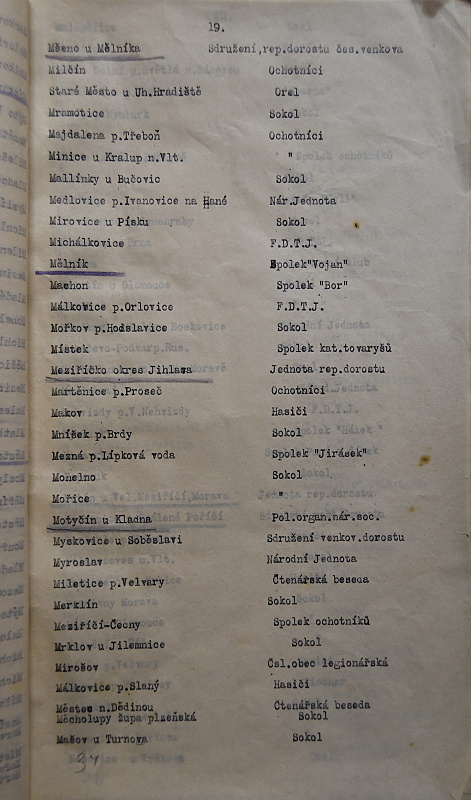 19.
Mšeno u Mělníka Sdružení,rep.dorostu čes.venkova
Milčín Ochotníci
Staré Město u Uh.Hradiště Orel
Mramotice Sokol
Majdalena p.Třeboň Ochotníci
Minice u Kralup n.Vlt. "
Mallínky u Bučovic Sokol
Medlovice p.Ivanovice na Hané Nár.Jednota
Mirovice u Písku Sokol
Michálkovice F.D.T.J.
Mělník Spolek"Vojan"
Machon Spolek "Bor"
Málkovice p.Orlovice F.D.T.J.
Mořkov p.Hodslavice Sokol
Místek Spolek kat.tovaryšů
Meziříčko okres Jihlava Jednota rep.dorostu
Martěnice p.Proseč Ochotníci
Makov Hasiči
Mníšek p.Brdy Sokol
Mezná p.Lípková voda Spolek "Jirásek"
Mohelno Sokol
Mořice "
Motyčín u Kladna Pol.organ.nár.soc.
Myskovice u Soběslavi Sdružení venkov.dorostu
Myroslav Národní Jednota
Miletice p.Velvary Čtenářská beseda
Merklín Sokol
Meziříčí-Čechy Spolek ochotníků
Mrklov u Jilemnice Sokol
Mirošov Čsl.obec legionářská
Málkovice p.Slaný Hasiči
Městec n.Dědinou Čtenářská beseda
Měcholupy župa plzeňská Sokol
Mašov u Turnova Sokol